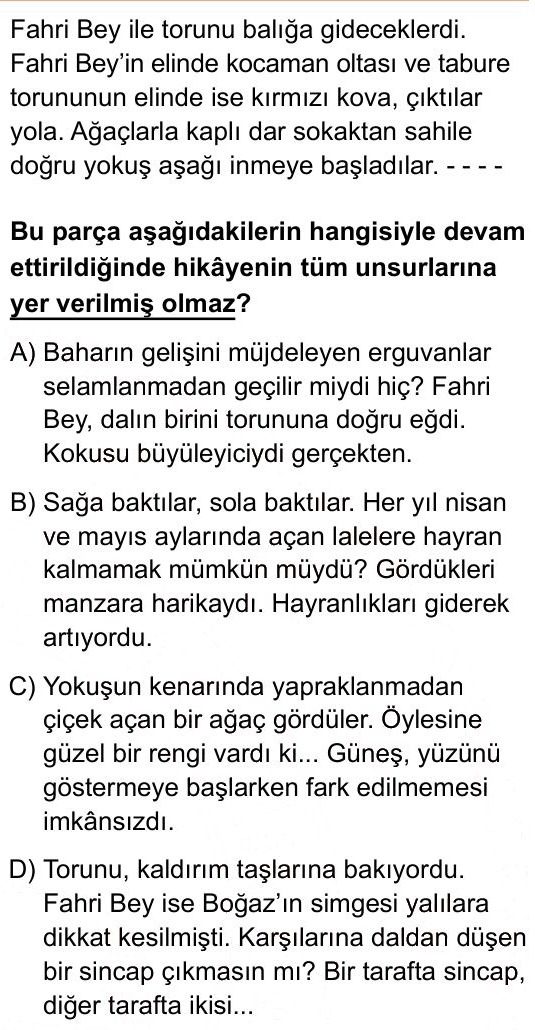 Fahri Bey ile torunu balığa gideceklerdi.
Fahri Bey’in elinde kocaman oltası ve tabure
torununun elinde ise kırmızı kova, çıktılar
yola. Ağaçlarla kaplı dar sokaktan sahile
doğru yokuş aşağı inmeye başladılar. - - - -
Bu parça aşağıdakilerin hangisiyle devam
ettirildiğinde hikâyenin tüm unsurlarına
yer verilmiş olmaz?
A) Baharın gelişini müjdeleyen erguvanlar
selamlanmadan geçilir miydi hiç? Fahri
Bey, dalın birini torununa doğru eğdi.
Kokusu büyüleyiciydi gerçekten.
B) Sağa baktılar, sola baktılar. Her yıl nisan
ve mayıs aylarında açan lalelere hayran
kalmamak mümkün müydü? Gördükleri
manzara harikaydı. Hayranlıkları giderek
artıyordu.
C) Yokuşun kenarında yapraklanmadan
çiçek açan bir ağaç gördüler. Öylesine
güzel bir rengi vardı ki... Güneş, yüzünü
göstermeye başlarken fark edilmemesi
imkânsızdı.
D) Torunu, kaldırım taşlarına bakıyordu.
Fahri Bey ise Boğaz’ın simgesi yalılara
dikkat kesilmişti. Karşılarına daldan düşen
bir sincap çıkmasın mı? Bir tarafta sincap,
diğer tarafta ikisi...